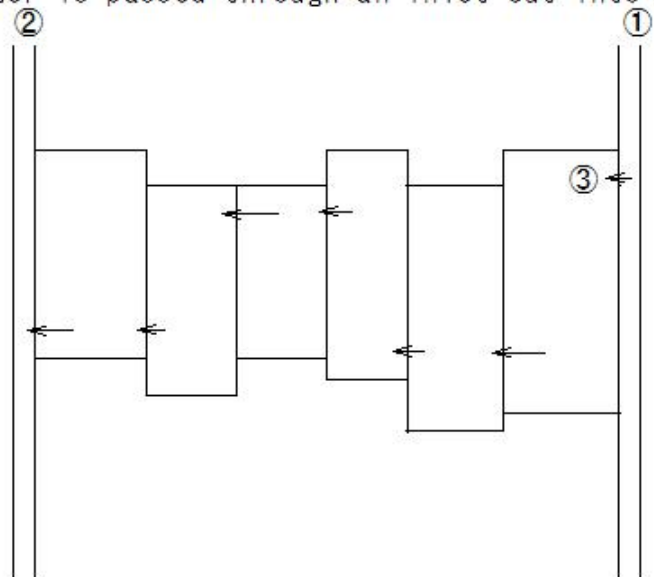 is passed through an inlet cut into
② ①
③